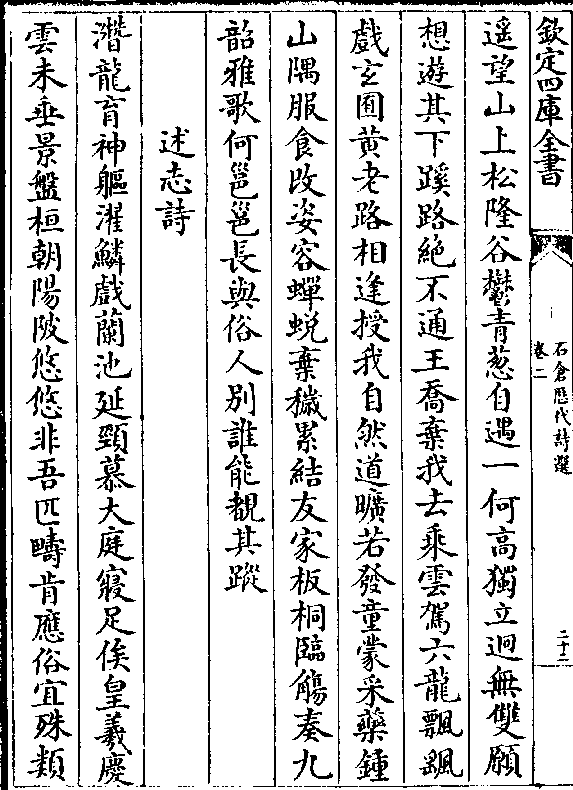 欽定四庫全書
石倉歷代詩選
卷二
二十二
遥望山上松隆谷鬱青葱自遇一何高獨立迥無雙願
想遊其下蹊路絶不通王喬棄我去乘雲駕六龍飄颻
戲玄圃黄老路相逢授我自然道曠若發童蒙采藥鍾
山隅服食改姿容蟬蜕棄穢累結友家板桐臨觴奏九
韶雅歌何邕邕長與俗人别誰能覩其蹤
述志詩
潛龍育神軀濯鱗戲蘭池延頸慕大庭寢足俟皇羲慶
雲未垂景盤桓朝陽陂悠悠非吾匹疇肯應俗宜殊類